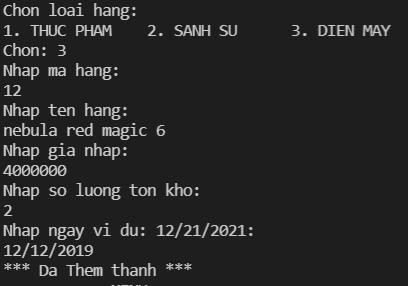 Chon loai hang:
1. THUC PHAM    2. SANH SU      3. DIEN MAY
Chon: 3
Nhap ma hang:
12
Nhap ten hang:
nebula red magic 6
Nhap gia nhap:
4000000
Nhap so luong ton kho:
2
Nhap ngay vi du: 12/21/2021:
12/12/2019
*** Da Them thanh ***